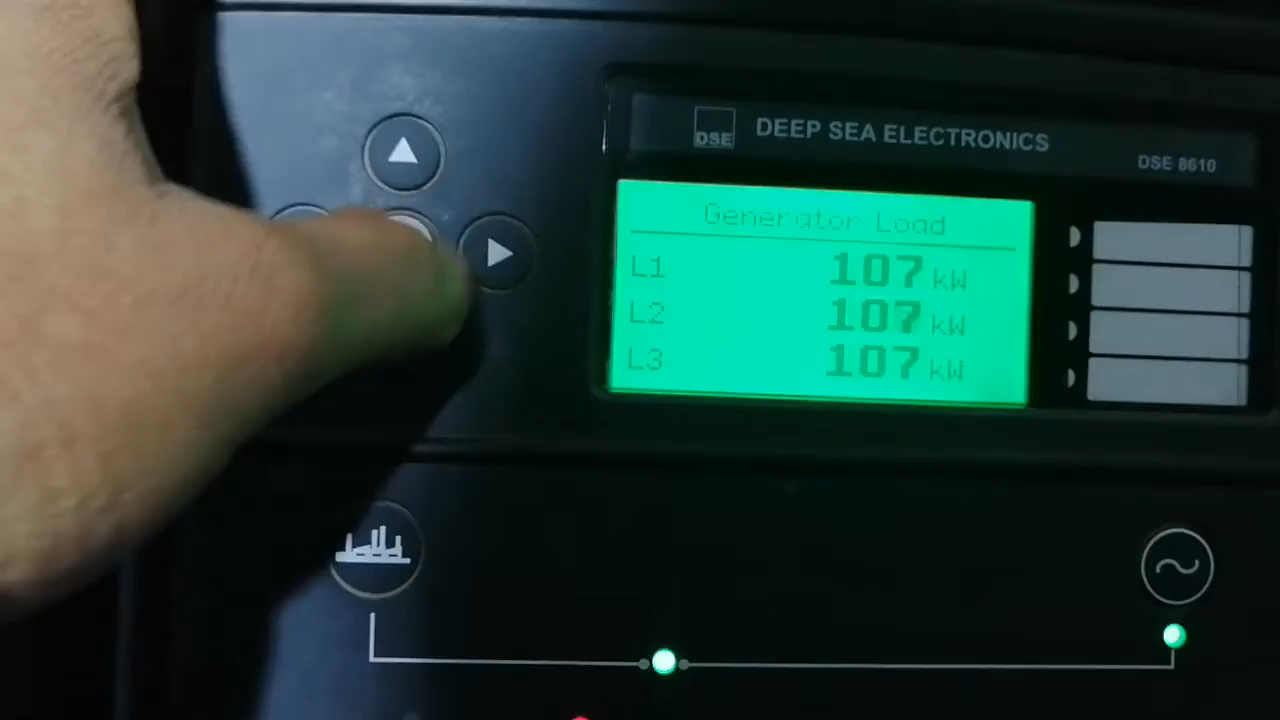 DSE DEEP SEA ELECTRONICS
DSE 8610
Generator Load
L1 107 kW
L2 107 kW
L3 107 kW